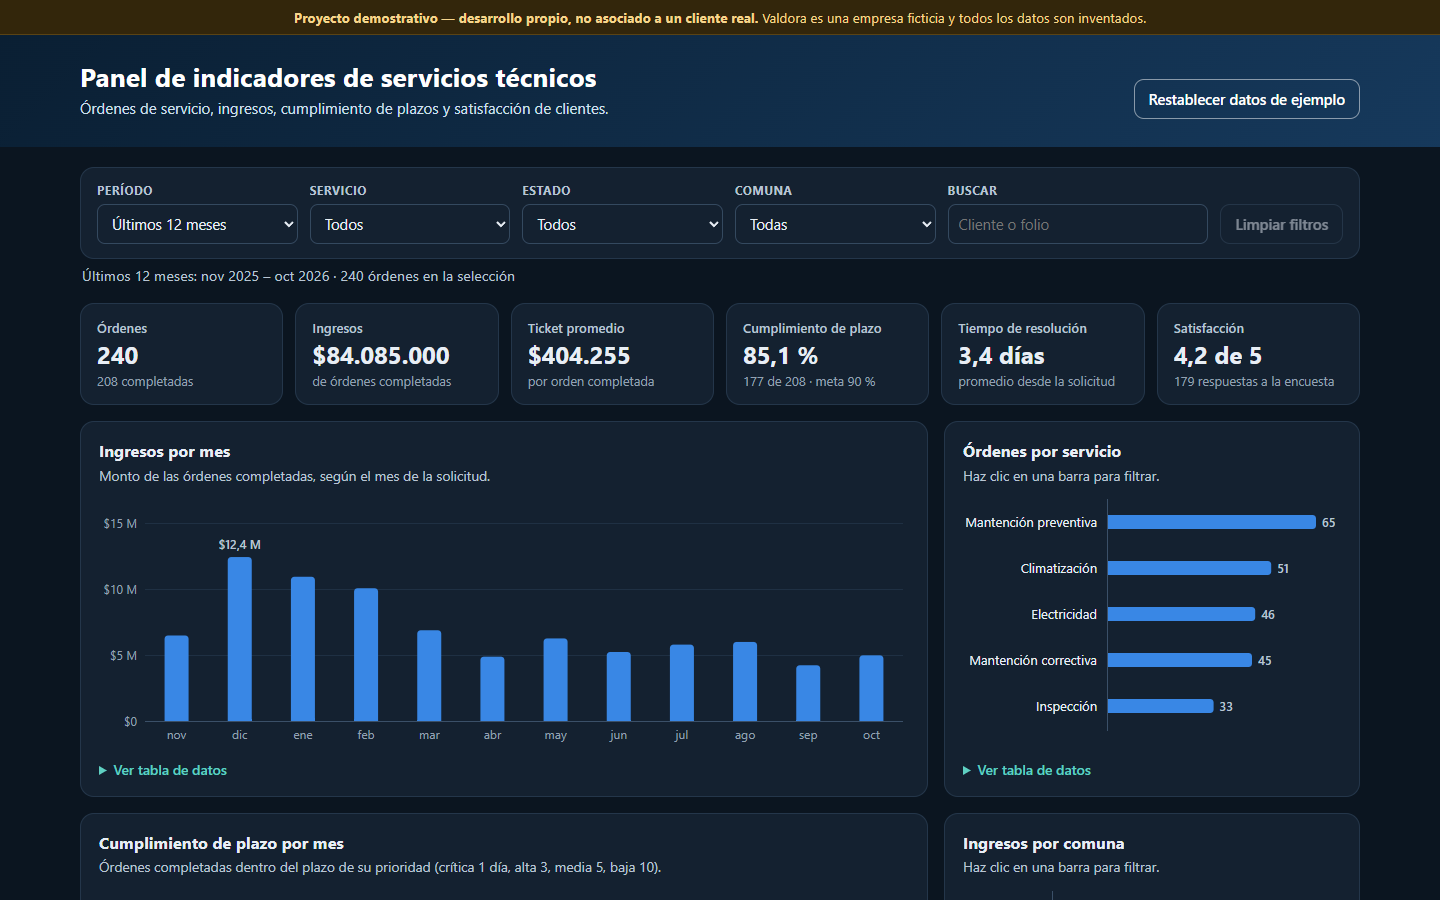 Proyecto demostrativo — desarrollo propio, no asociado a un cliente real. Valdora es una empresa ficticia y todos los datos son inventados.
Panel de indicadores de servicios técnicos
Órdenes de servicio, ingresos, cumplimiento de plazos y satisfacción de clientes.
Restablecer datos de ejemplo
PERÍODO
SERVICIO
ESTADO
COMUNA
BUSCAR
Últimos 12 meses
Todos
Todos
Todas
Cliente o folio
Limpiar filtros
Últimos 12 meses: nov 2025 – oct 2026 · 240 órdenes en la selección
Órdenes
240
208 completadas
Ingresos
$84.085.000
de órdenes completadas
Ticket promedio
$404.255
por orden completada
Cumplimiento de plazo
85,1 %
177 de 208 · meta 90 %
Tiempo de resolución
3,4 días
promedio desde la solicitud
Satisfacción
4,2 de 5
179 respuestas a la encuesta
Ingresos por mes
Monto de las órdenes completadas, según el mes de la solicitud.
$15 M
$12,4 M
$10 M
$5 M
$0
nov dic ene feb mar abr may jun jul ago sep oct
▶ Ver tabla de datos
Órdenes por servicio
Haz clic en una barra para filtrar.
Mantención preventiva 65
Climatización 51
Electricidad 46
Mantención correctiva 45
Inspección 33
▶ Ver tabla de datos
Cumplimiento de plazo por mes
Órdenes completadas dentro del plazo de su prioridad (crítica 1 día, alta 3, media 5, baja 10).
Ingresos por comuna
Haz clic en una barra para filtrar.